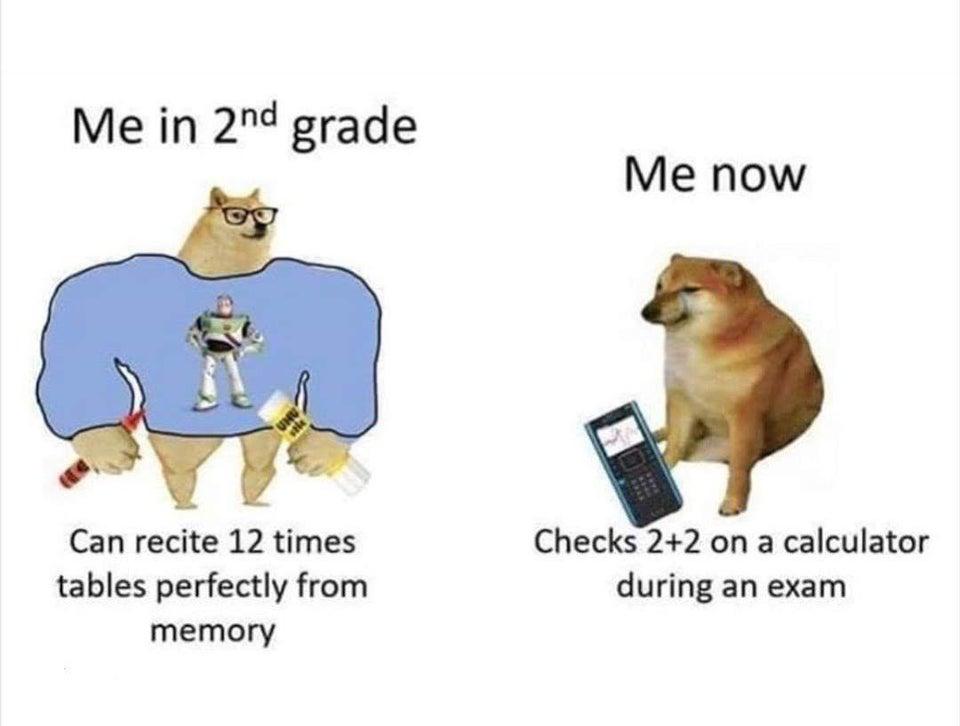 Me in 2nd grade
Me now
Can recite 12 times
tables perfectly from
memory
Checks 2+2 on a calculator
during an exam
UHU